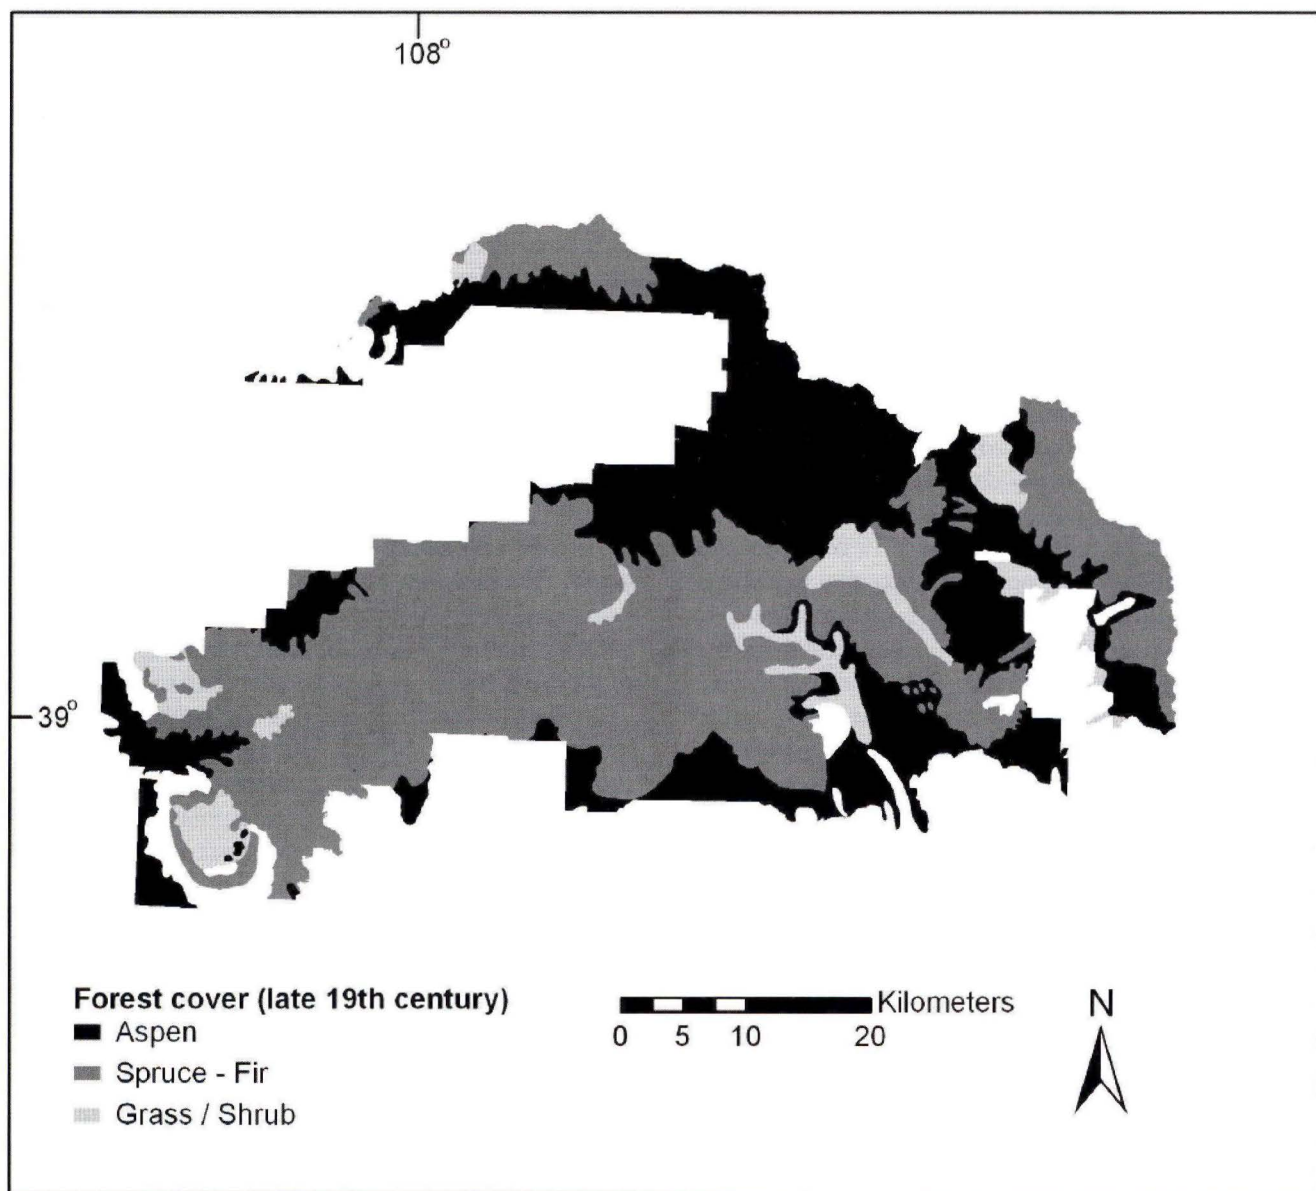 108°
39°
Forest cover (late 19th century)
Aspen
Spruce - Fir
Grass / Shrub
Kilometers
0 5 10 20
N